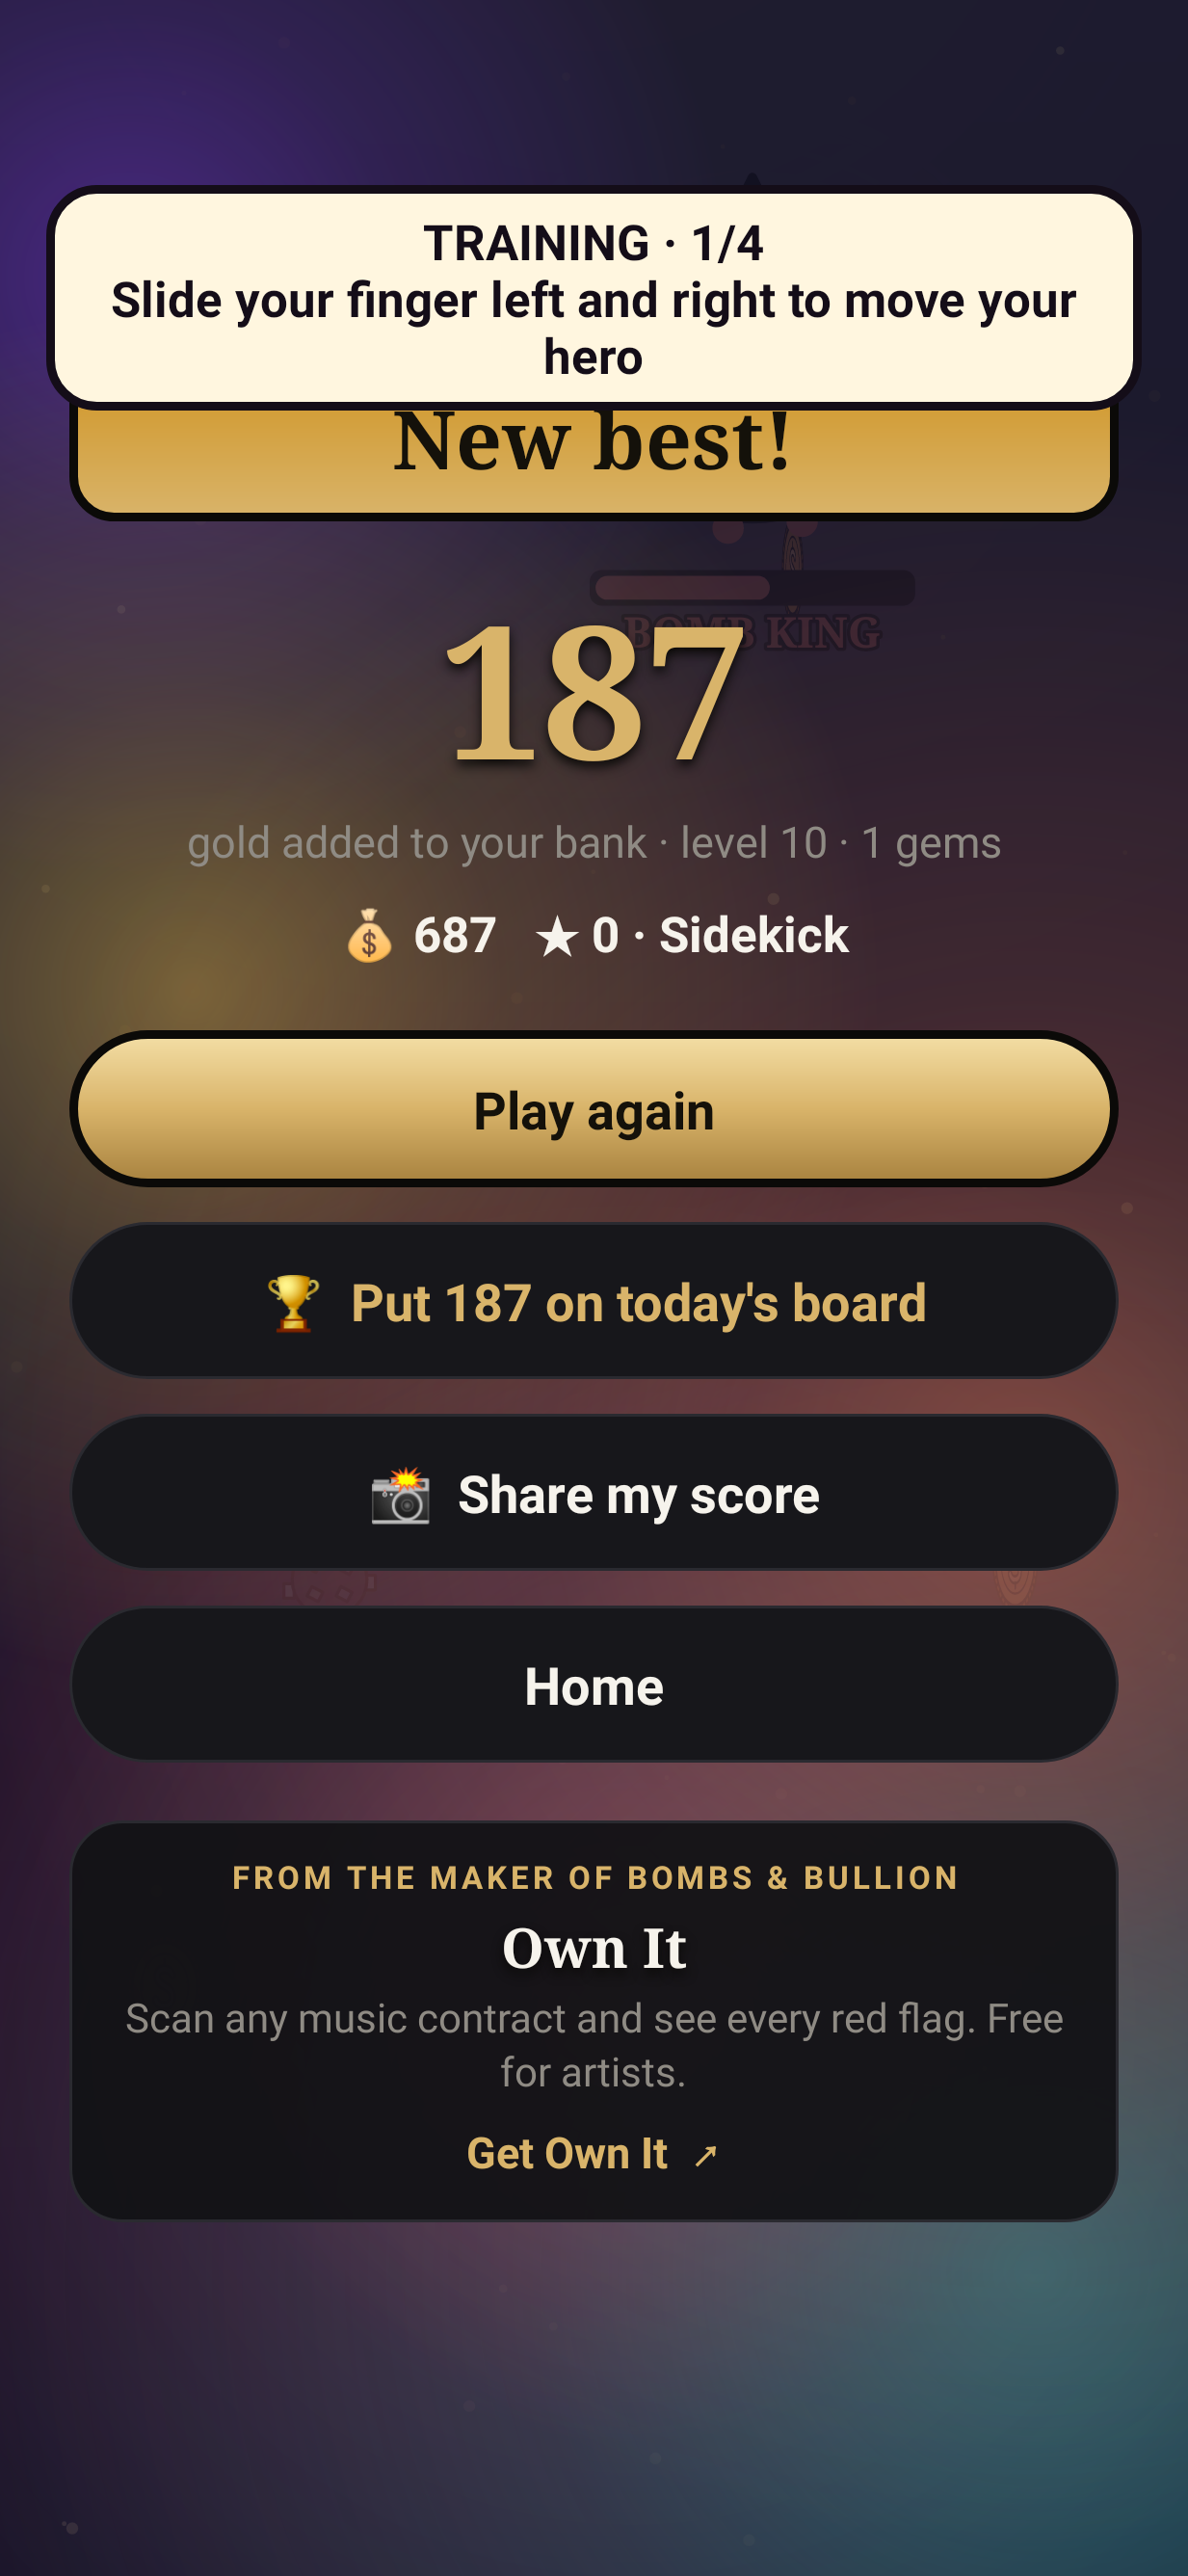 TRAINING · 1/4
Slide your finger left and right to move your
hero
New best!
BOMB KING
187
gold added to your bank · level 10 · 1 gems
💰 687 ★ 0 · Sidekick
Play again
🏆 Put 187 on today's board
📸 Share my score
Home
FROM THE MAKER OF BOMBS & BULLION
Own It
Scan any music contract and see every red flag. Free
for artists.
Get Own It ↗